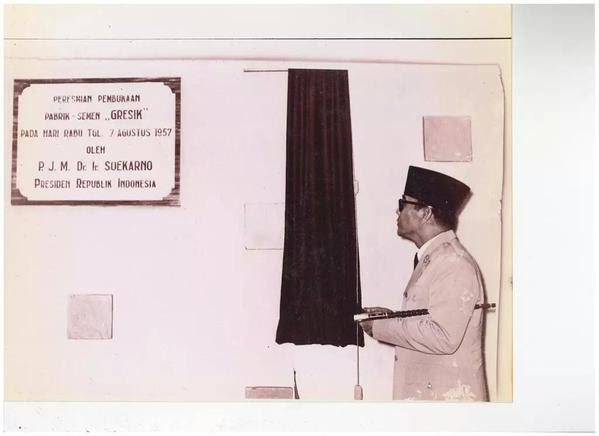 PERESMIAN PEMBUKAAN
PABRIK-SEMEN „GRESIK"
PADA HARI RABU TGL. 7 AGUSTUS 1957
OLEH
P. J. M. Dr. Ir. SUEKARNO
PRESIDEN REPUBLIK INDONESIA